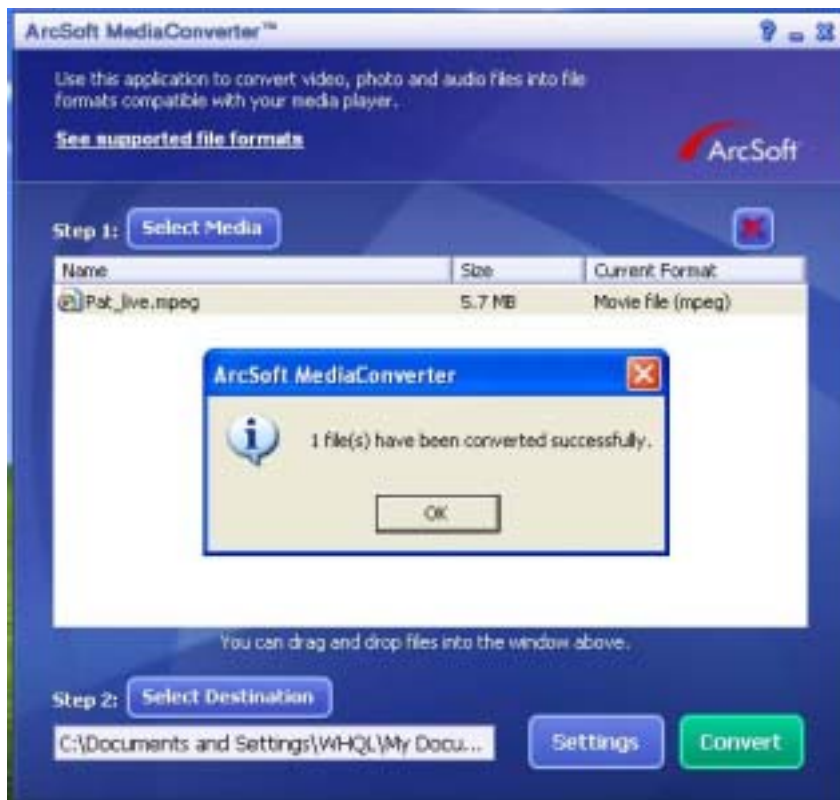 ArcSoft MediaConverter™
Use this application to convert video, photo and audio files into file
formats compatible with your media player.
See supported file formats
ArcSoft
Step 1: Select Media
Name Size Current Format
Pat_live.mpeg 5.7 MB Movie file (mpeg)
ArcSoft MediaConverter
1 file(s) have been converted successfully.
OK
You can drag and drop files into the window above.
Step 2: Select Destination
C:\Documents and Settings\WHQL\My Docu...
Settings
Convert